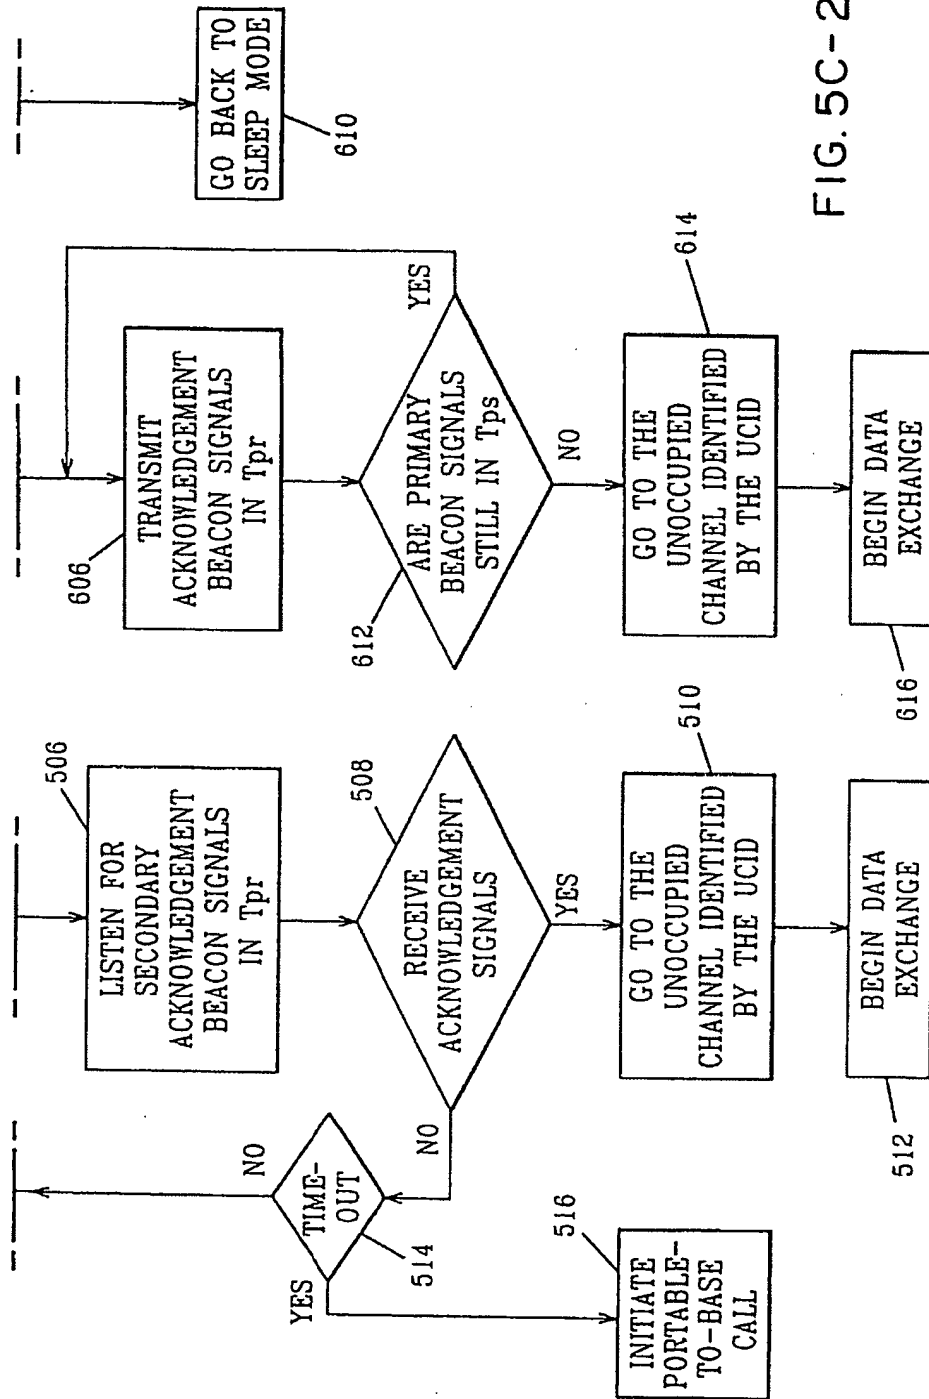 506
LISTEN FOR
SECONDARY
ACKNOWLEDGEMENT
BEACON SIGNALS
IN Tpr
508
RECEIVE
ACKNOWLEDGEMENT
SIGNALS
NO
YES
NO
TIME-
OUT
514
YES
516
INITIATE
PORTABLE-
TO-BASE
CALL
510
GO TO THE
UNOCCUPIED
CHANNEL IDENTIFIED
BY THE UCID
512
BEGIN DATA
EXCHANGE
606
TRANSMIT
ACKNOWLEDGEMENT
BEACON SIGNALS
IN Tpr
612
ARE PRIMARY
BEACON SIGNALS
STILL IN Tps
YES
NO
614
GO TO THE
UNOCCUPIED
CHANNEL IDENTIFIED
BY THE UCID
616
BEGIN DATA
EXCHANGE
GO BACK TO
SLEEP MODE
610
FIG. 5C-2